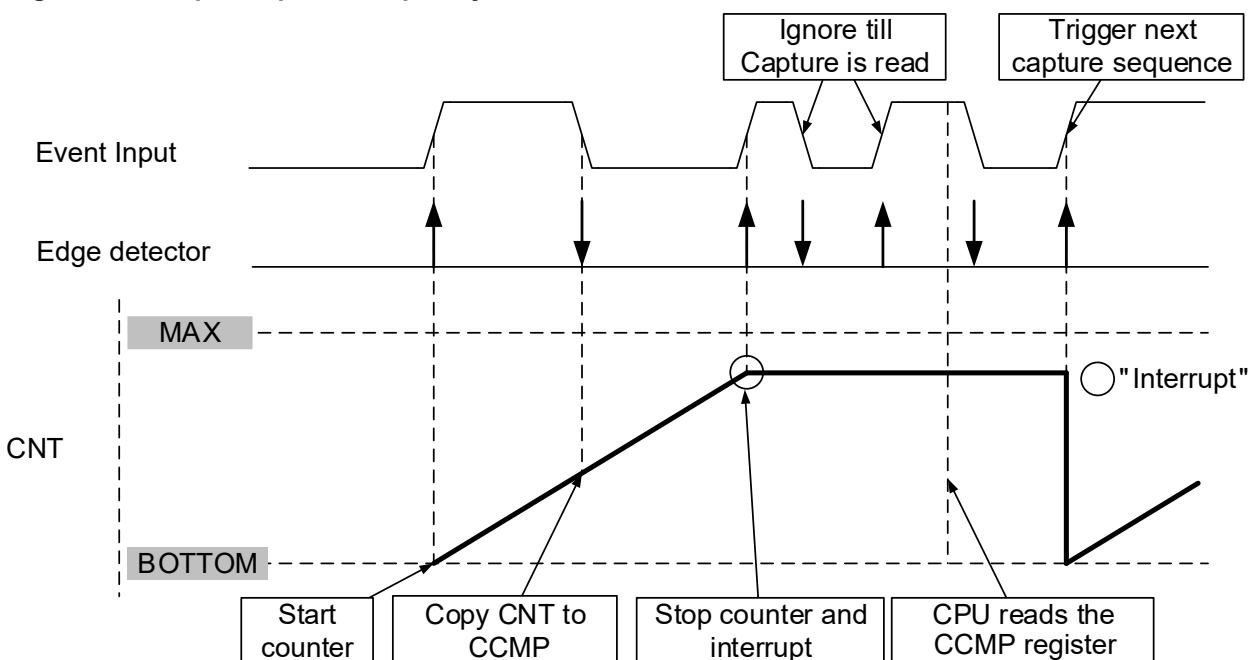 Ignore till
Capture is read
Trigger next
capture sequence
Event Input
Edge detector
MAX
"Interrupt"
CNT
BOTTOM
Start
counter
Copy CNT to
CCMP
Stop counter and
interrupt
CPU reads the
CCMP register